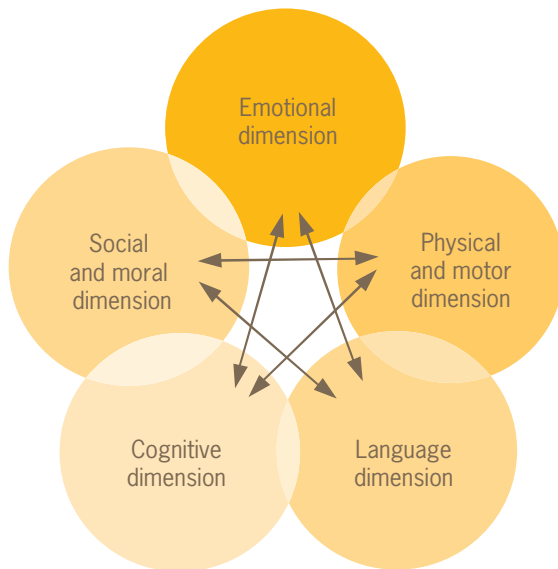 Emotional
dimension
Social
and moral
dimension
Physical
and motor
dimension
Cognitive
dimension
Language
dimension